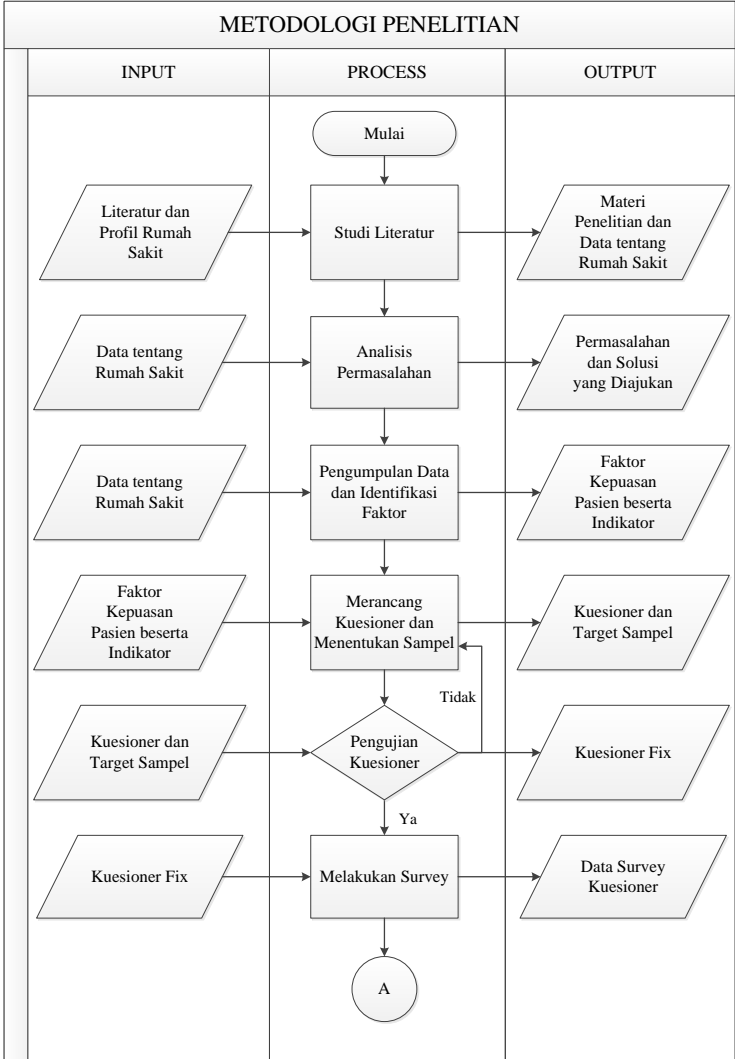 METODOLOGI PENELITIAN
INPUT
PROCESS
OUTPUT
Mulai
Literatur dan
Profil Rumah
Sakit
Studi Literatur
Materi
Penelitian dan
Data tentang
Rumah Sakit
Data tentang
Rumah Sakit
Analisis
Permasalahan
Permasalahan
dan Solusi
yang Diajukan
Data tentang
Rumah Sakit
Pengumpulan Data
dan Identifikasi
Faktor
Faktor
Kepuasan
Pasien beserta
Indikator
Faktor
Kepuasan
Pasien beserta
Indikator
Merancang
Kuesioner dan
Menentukan Sampel
Kuesioner dan
Target Sampel
Tidak
Kuesioner dan
Target Sampel
Pengujian
Kuesioner
Kuesioner Fix
Ya
Kuesioner Fix
Melakukan Survey
Data Survey
Kuesioner
A